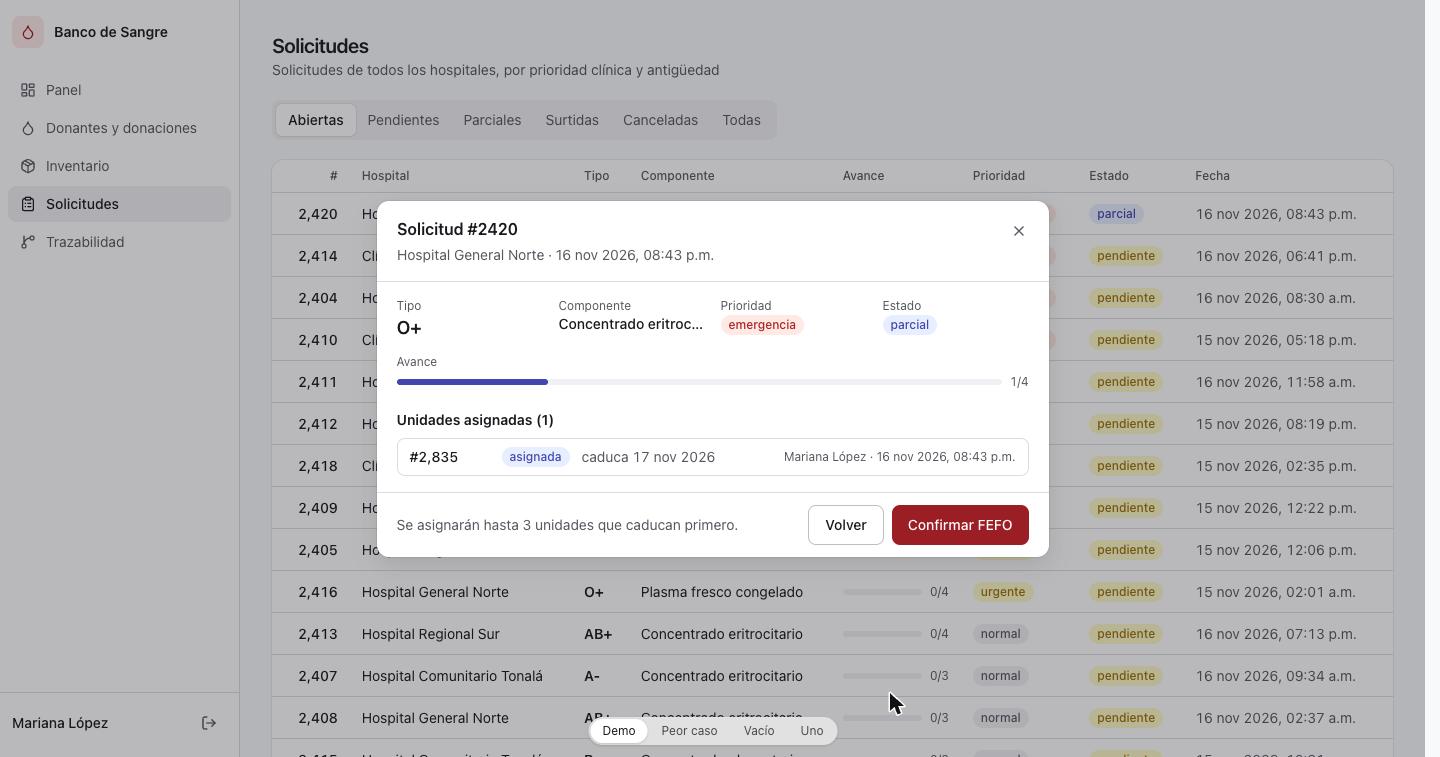 Banco de Sangre
Panel
Donantes y donaciones
Inventario
Solicitudes
Trazabilidad
Mariana López
Solicitudes
Solicitudes de todos los hospitales, por prioridad clínica y antigüedad
Abiertas Pendientes Parciales Surtidas Canceladas Todas
# Hospital Tipo Componente Avance Prioridad Estado Fecha
2,420 parcial 16 nov 2026, 08:43 p.m.
2,414 pendiente 16 nov 2026, 06:41 p.m.
2,404 pendiente 16 nov 2026, 08:30 a.m.
2,410 pendiente 15 nov 2026, 05:18 p.m.
2,411 pendiente 16 nov 2026, 11:58 a.m.
2,412 pendiente 15 nov 2026, 08:19 p.m.
2,418 pendiente 15 nov 2026, 02:35 p.m.
2,409 pendiente 15 nov 2026, 12:22 p.m.
2,405 pendiente 15 nov 2026, 12:06 p.m.
2,416 Hospital General Norte O+ Plasma fresco congelado 0/4 urgente pendiente 15 nov 2026, 02:01 a.m.
2,413 Hospital Regional Sur AB+ Concentrado eritrocitario 0/4 normal pendiente 16 nov 2026, 07:13 p.m.
2,407 Hospital Comunitario Tonalá A- Concentrado eritrocitario 0/3 normal pendiente 16 nov 2026, 09:34 a.m.
2,408 Hospital General Norte AB+ Concentrado eritrocitario 0/3 normal pendiente 16 nov 2026, 02:37 p.m.
Solicitud #2420
Hospital General Norte · 16 nov 2026, 08:43 p.m.
Tipo Componente Prioridad Estado
O+ Concentrado eritroc... emergencia parcial
Avance
1/4
Unidades asignadas (1)
#2,835 asignada caduca 17 nov 2026 Mariana López · 16 nov 2026, 08:43 p.m.
Se asignarán hasta 3 unidades que caducan primero. Volver Confirmar FEFO
Demo Peor caso Vacío Uno